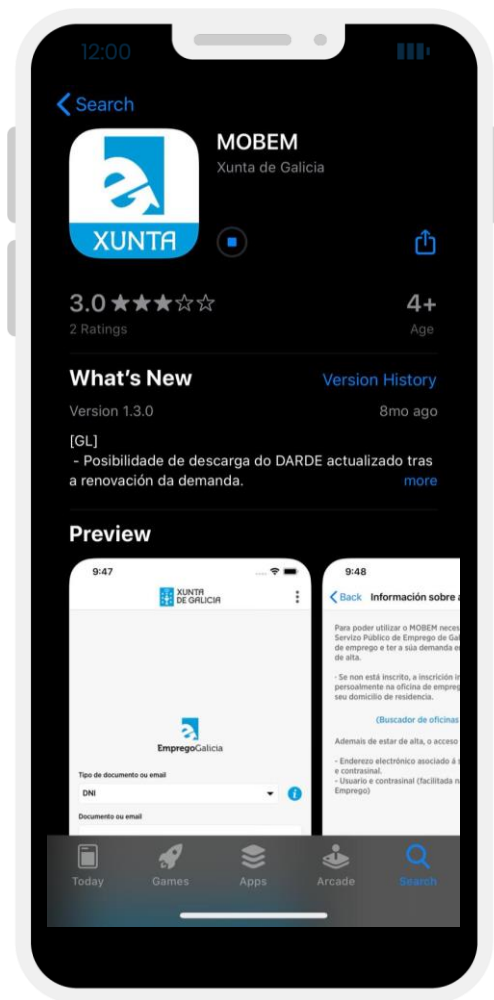 12:00
Search
MOBEM
Xunta de Galicia
XUNTA
3.0
4+
2 Ratings
Age
What's New
Version History
Version 1.3.0
8mo ago
[GL]
- Posibilidade de descarga do DARDE actualizado tras
a renovación da demanda.
more
Preview
9:47
XUNTA
DE GALICIA
EmpregoGalicia
Tipo de documento ou email
DNI
Documento ou email
9:48
Back Información sobre a
Para poder utilizar o MOBEM neces
Servizo Público de Emprego de Gal
de emprego e ter a súa demanda e
de alta.
- Se non está inscrito, a inscrición in
persoalmente na oficina de empreg
seu domicilio de residencia.
(Buscador de oficinas
Ademais de estar de alta, o acceso
- Enderezo electrónico asociado á s
e contrasinal.
- Usuario e contrasinal (facilitada n
Emprego)
Today
Games
Apps
Arcade
Search